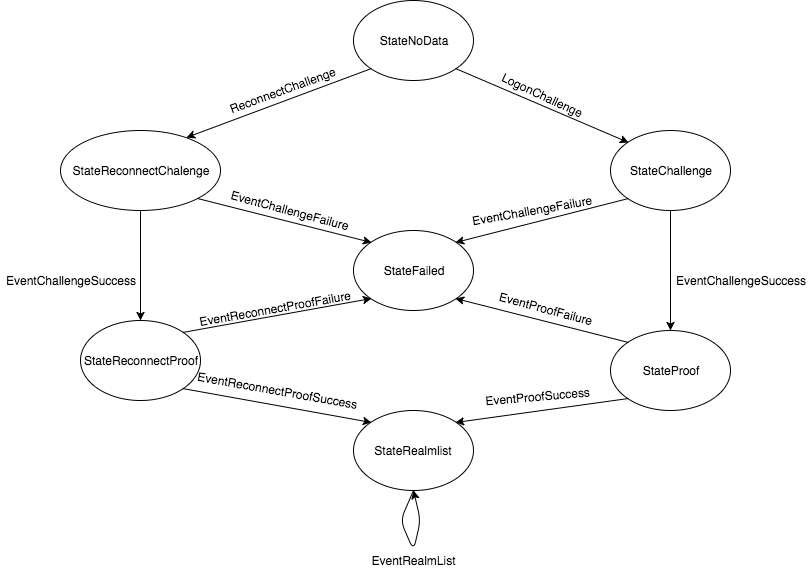 StateNoData
ReconnectChallenge
LogonChallenge
StateReconnectChalenge
StateChallenge
EventChallengeFailure
EventChallengeFailure
StateFailed
EventChallengeSuccess
EventChallengeSuccess
EventReconnectProofFailure
EventProofFailure
StateReconnectProof
StateProof
EventReconnectProofSuccess
EventProofSuccess
StateRealmlist
EventRealmList